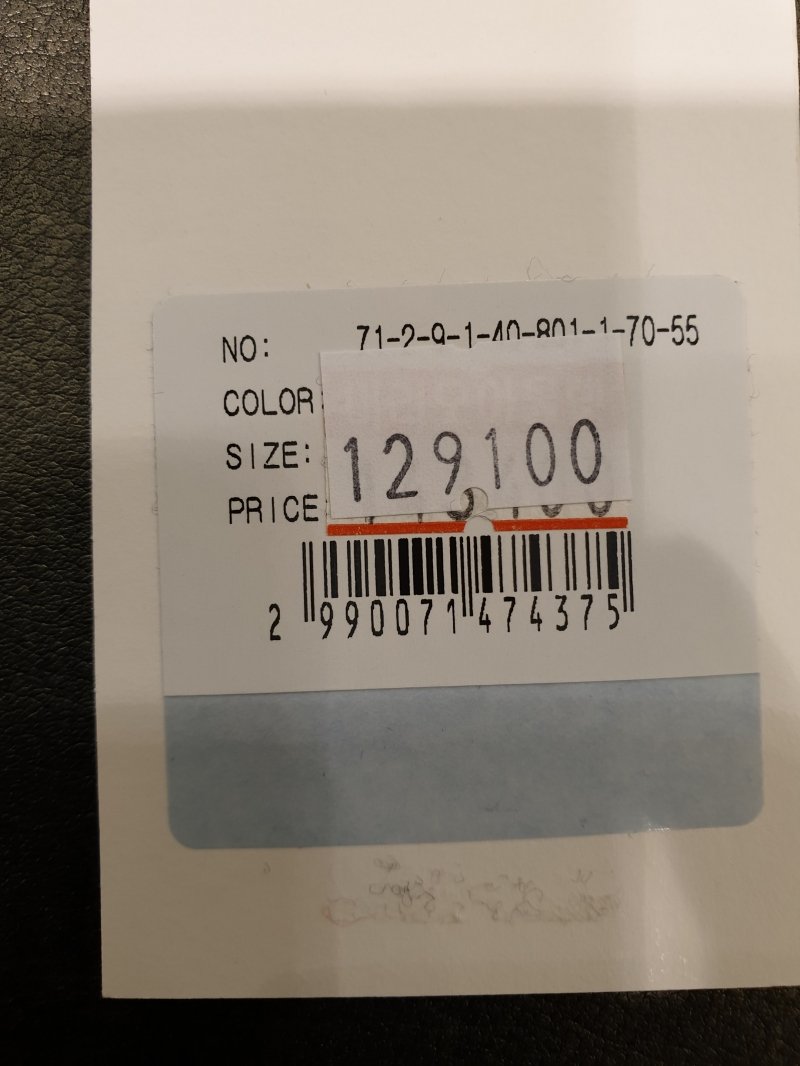 NO: 71-2-9-1-40-801-1-70-55
COLOR
SIZE:
129100
PRICE
2 990071 474375